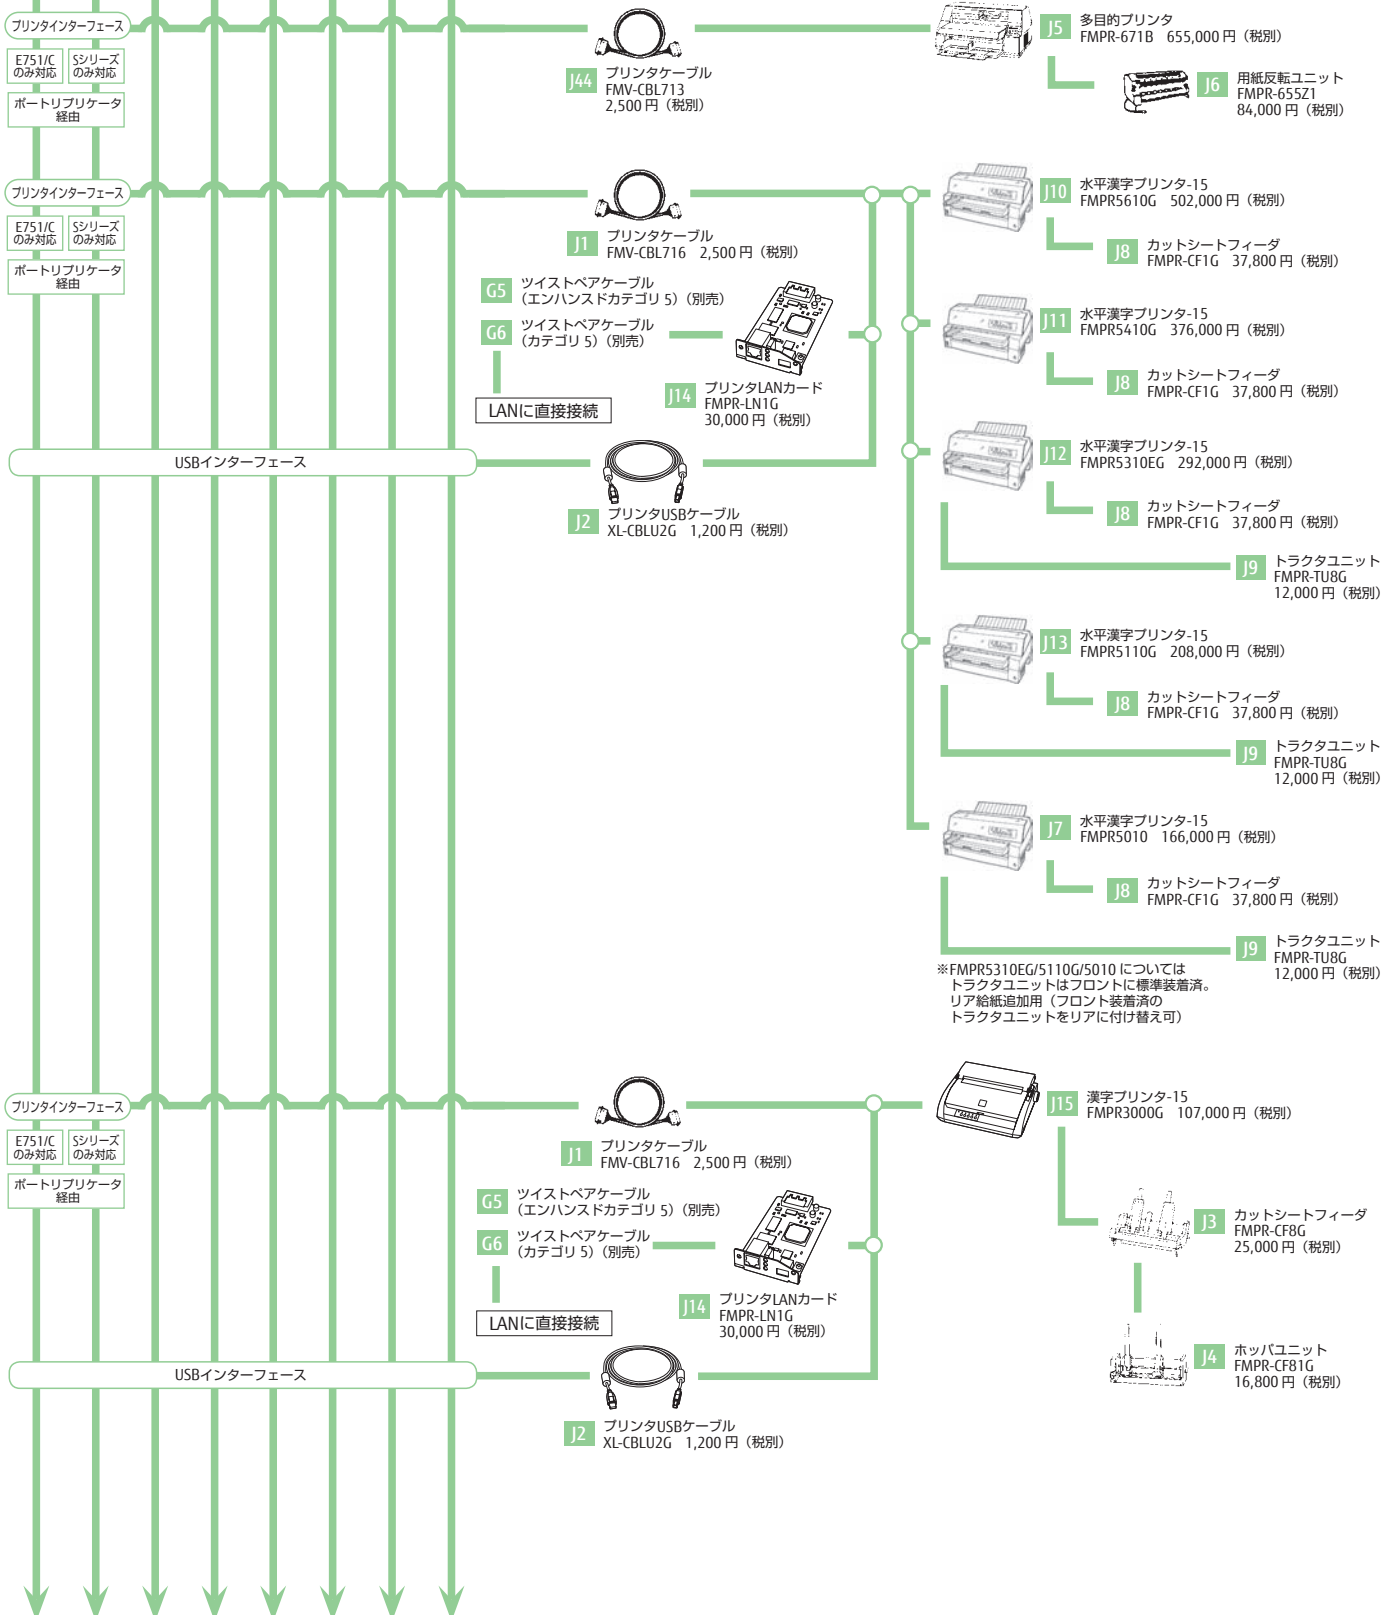 プリンタインターフェース
E751/C
のみ対応
Sシリーズ
のみ対応
ポートリプリケータ
経由
J44 プリンタケーブル
FMV-CBL713
2,500円（税別）
J5 多目的プリンタ
FMPR-671B 655,000円（税別）
J6 用紙反転ユニット
FMPR-655Z1
84,000円（税別）
プリンタインターフェース
E751/C
のみ対応
Sシリーズ
のみ対応
ポートリプリケータ
経由
J1 プリンタケーブル
FMV-CBL716 2,500円（税別）
G5 ツイストペアケーブル
（エンハンスドカテゴリ5）（別売）
G6 ツイストペアケーブル
（カテゴリ5）（別売）
LANに直接接続
J14 プリンタLANカード
FMPR-LN1G
30,000円（税別）
USBインターフェース
J2 プリンタUSBケーブル
XL-CBLU2G 1,200円（税別）
J10 水平漢字プリンタ-15
FMPR5610G 502,000円（税別）
J8 カットシートフィーダ
FMPR-CF1G 37,800円（税別）
J11 水平漢字プリンタ-15
FMPR5410G 376,000円（税別）
J8 カットシートフィーダ
FMPR-CF1G 37,800円（税別）
J12 水平漢字プリンタ-15
FMPR5310EG 292,000円（税別）
J8 カットシートフィーダ
FMPR-CF1G 37,800円（税別）
J9 トラクタユニット
FMPR-TU8G
12,000円（税別）
J13 水平漢字プリンタ-15
FMPR5110G 208,000円（税別）
J8 カットシートフィーダ
FMPR-CF1G 37,800円（税別）
J9 トラクタユニット
FMPR-TU8G
12,000円（税別）
J7 水平漢字プリンタ-15
FMPR5010 166,000円（税別）
J8 カットシートフィーダ
FMPR-CF1G 37,800円（税別）
J9 トラクタユニット
FMPR-TU8G
12,000円（税別）
※FMPR5310EG/5110G/5010 については
トラクタユニットはフロントに標準装着済。
リア給紙追加用（フロント装着済の
トラクタユニットをリアに付け替え可）
プリンタインターフェース
E751/C
のみ対応
Sシリーズ
のみ対応
ポートリプリケータ
経由
J1 プリンタケーブル
FMV-CBL716 2,500円（税別）
G5 ツイストペアケーブル
（エンハンスドカテゴリ5）（別売）
G6 ツイストペアケーブル
（カテゴリ5）（別売）
LANに直接接続
J14 プリンタLANカード
FMPR-LN1G
30,000円（税別）
USBインターフェース
J2 プリンタUSBケーブル
XL-CBLU2G 1,200円（税別）
J15 漢字プリンタ-15
FMPR3000G 107,000円（税別）
J3 カットシートフィーダ
FMPR-CF8G
25,000円（税別）
J4 ホッパユニット
FMPR-CF81G
16,800円（税別）